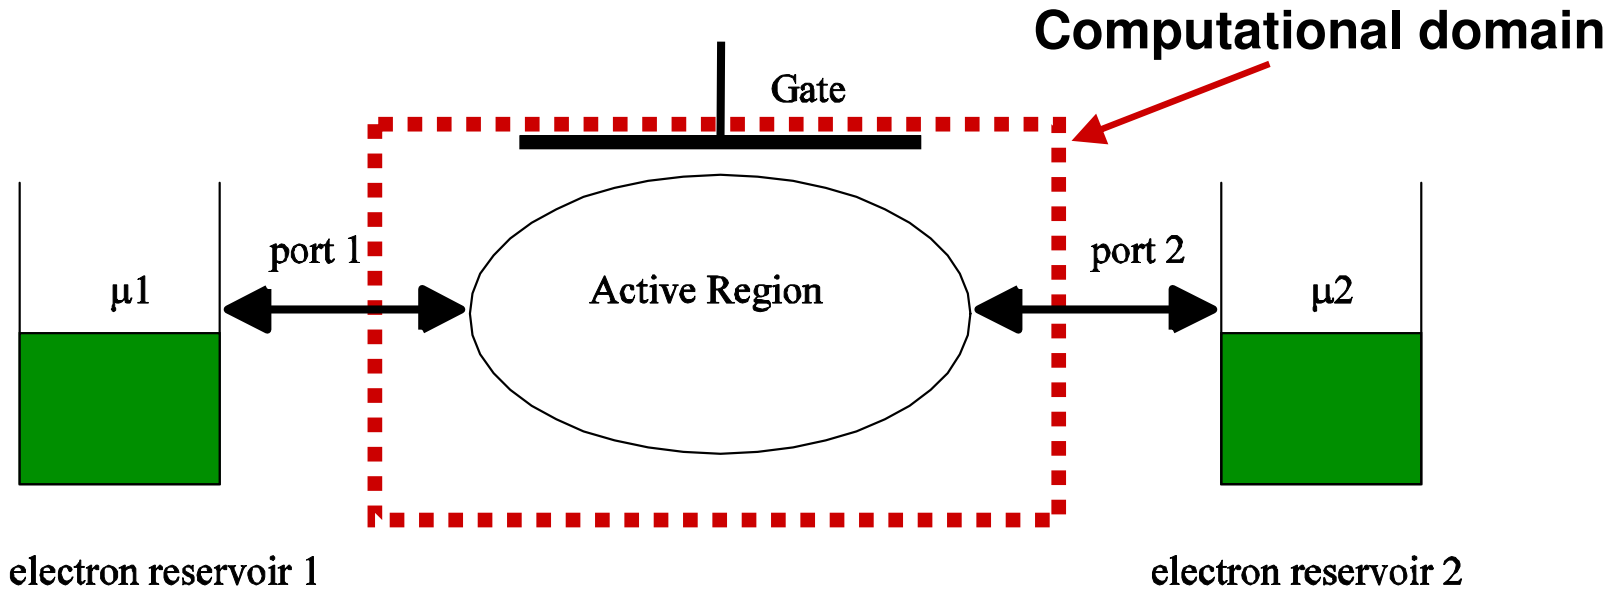 Computational domain
Gate
port 1
port 2
µ1
Active Region
µ2
electron reservoir 1
electron reservoir 2